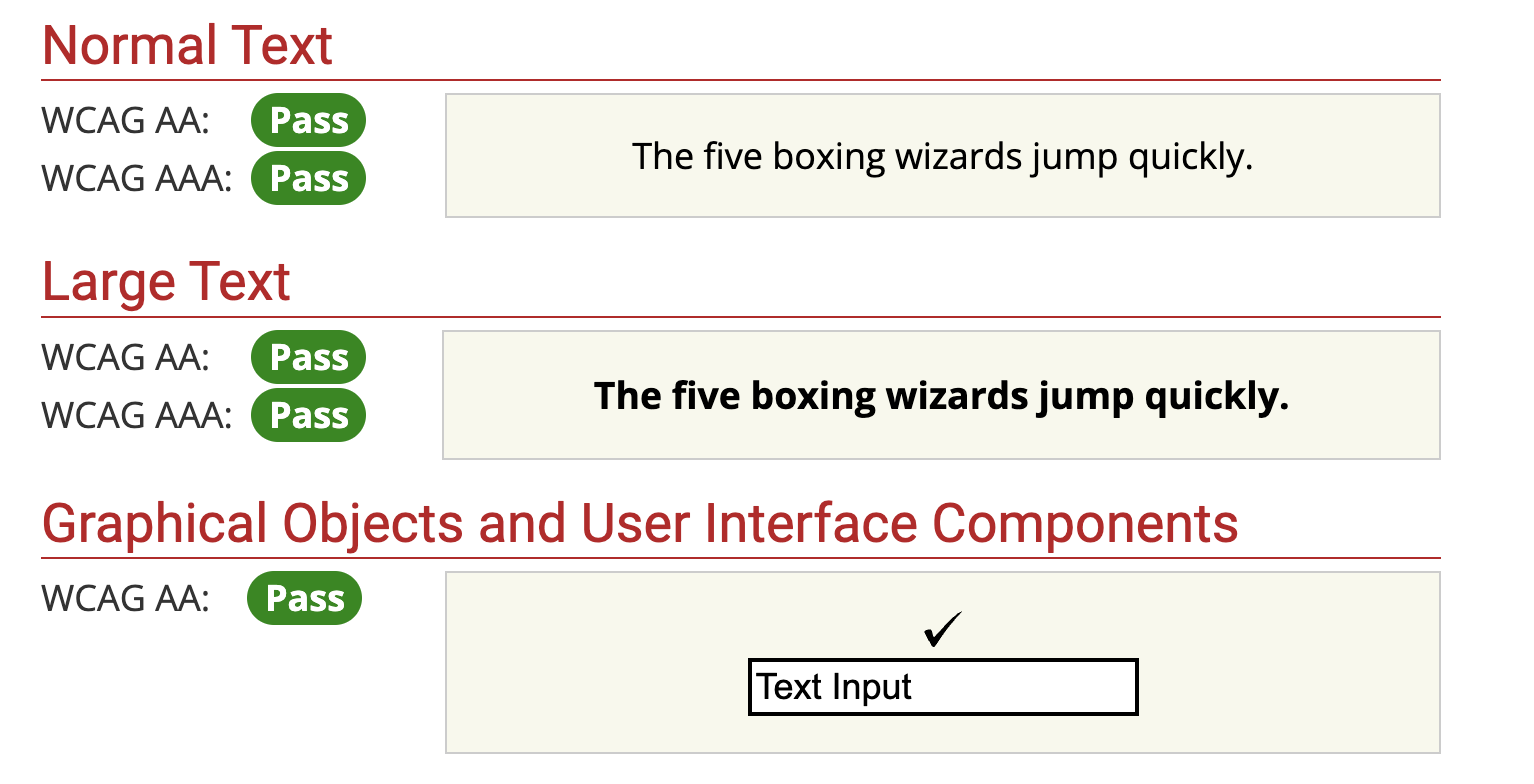 Normal Text
WCAG AA: Pass
WCAG AAA: Pass
The five boxing wizards jump quickly.
Large Text
WCAG AA: Pass
WCAG AAA: Pass
The five boxing wizards jump quickly.
Graphical Objects and User Interface Components
WCAG AA: Pass
✓
Text Input